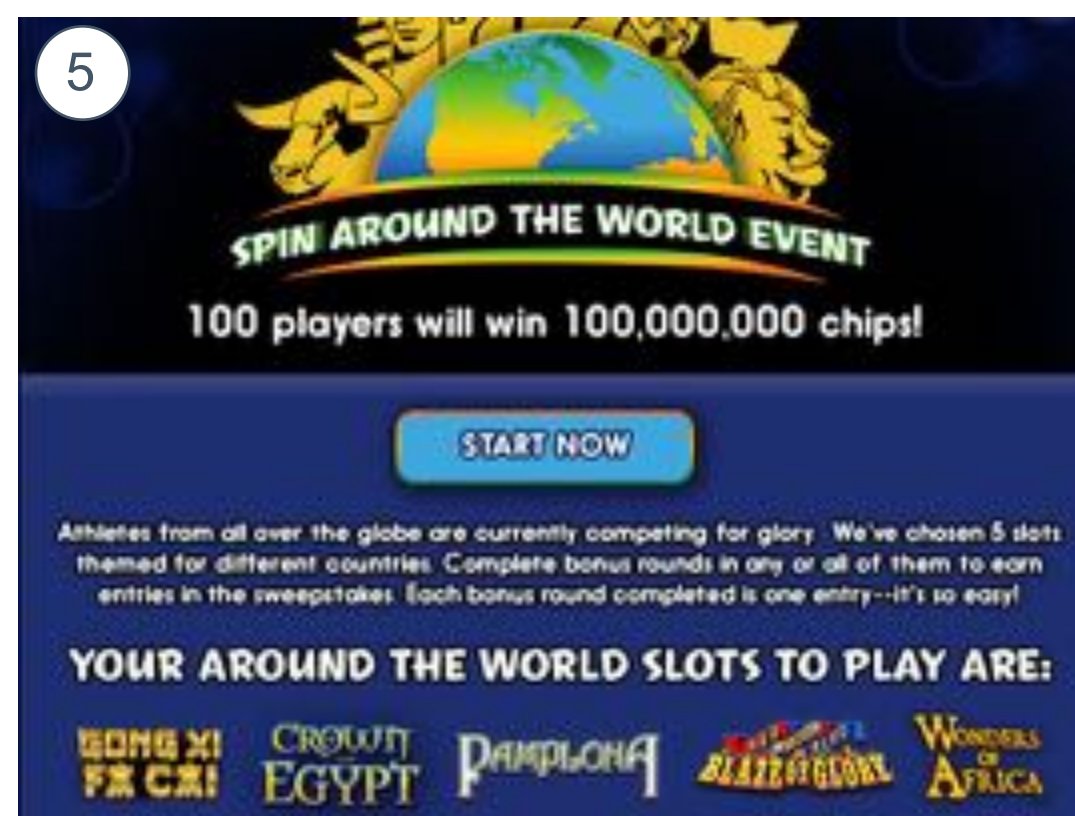 5
SPIN AROUND THE WORLD EVENT
100 players will win 100,000,000 chips!
START NOW
Athletes from all over the globe are currently competing for glory. We've chosen 5 slots
themed for different countries. Complete bonus rounds in any or all of them to earn
entries in the sweepstakes. Each bonus round completed is one entry--it's so easy!
YOUR AROUND THE WORLD SLOTS TO PLAY ARE:
GONG XI
FA CAI
CROWN
OF
EGYPT
PAMPLONA
BLAZE OF GLORY
WONDERS
OF
AFRICA